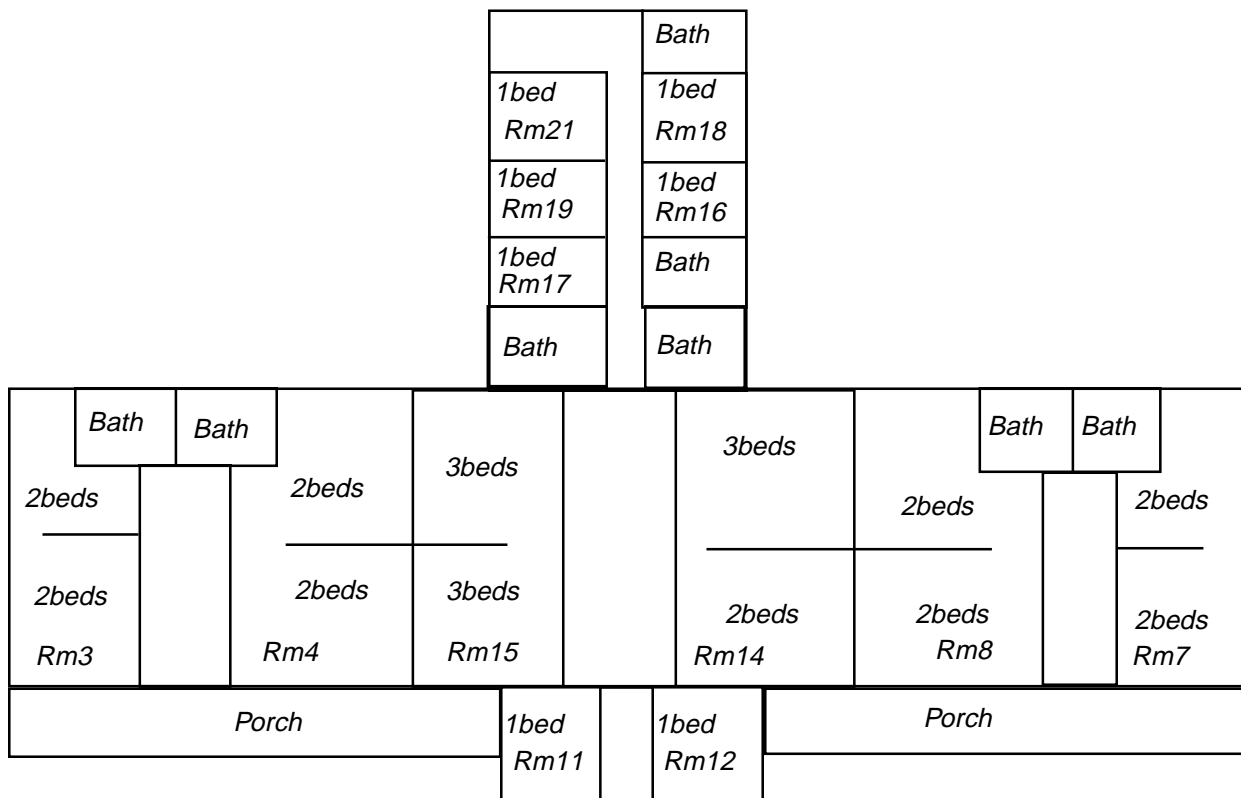 Bath
1bed
Rm21
1bed
Rm18
1bed
Rm19
1bed
Rm16
1bed
Rm17
Bath
Bath
Bath
Bath
Bath
2beds
2beds
Rm3
2beds
2beds
Rm4
3beds
3beds
Rm15
3beds
2beds
Rm14
Bath
Bath
2beds
2beds
Rm8
2beds
2beds
Rm7
Porch
1bed
Rm11
1bed
Rm12
Porch